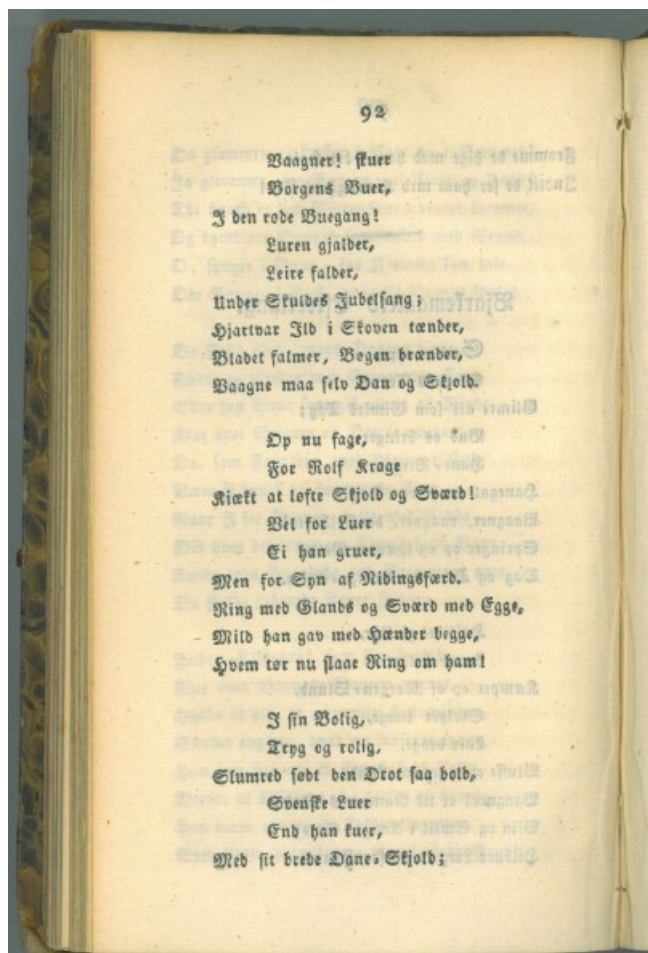 92
Vaagner! skuer
Borgens Buer,
I den røde Buegang!
Luren gjalder,
Leire falder,
Under Skuldes Jubelsang;
Hjartvar Ild i Skoven tænder,
Bladet falmer, Bøgen brænder,
Vaagne maa selv Dan og Skjold.
Op nu fage,
For Rolf Krage
Kjækt at løfte Skjold og Sværd!
Vel for Luer
Ei han gruer,
Men for Syn af Nidingsfærd.
Ring med Glands og Sværd med Egge,
Mild han gav med Hænder begge,
Hvem tør nu slaae Ring om ham!
I sin Bolig,
Tryg og rolig,
Slumred sødt den Drot saa bold,
Svenske Luer
End han kuer,
Med sit brede Dane-Skjold;